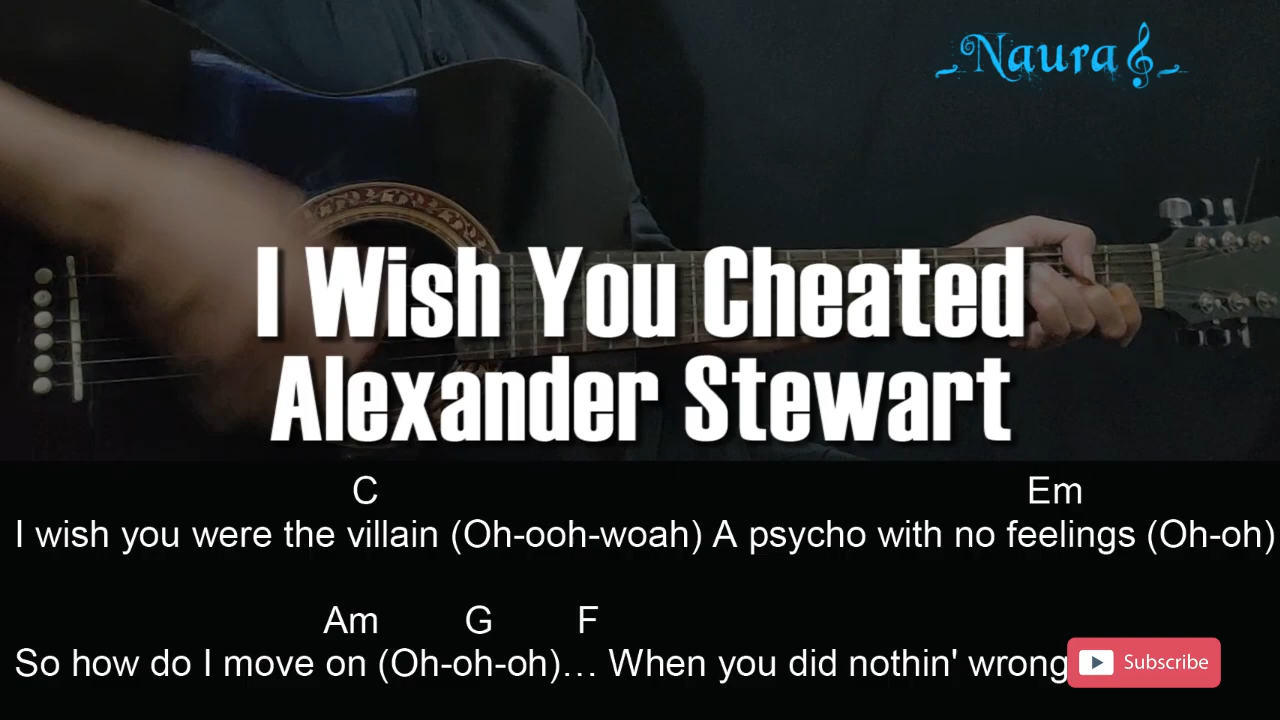 Naura
I Wish You Cheated
Alexander Stewart
C Em
I wish you were the villain (Oh-ooh-woah) A psycho with no feelings (Oh-oh)
Am G F
So how do I move on (Oh-oh-oh)… When you did nothin' wrong
Subscribe